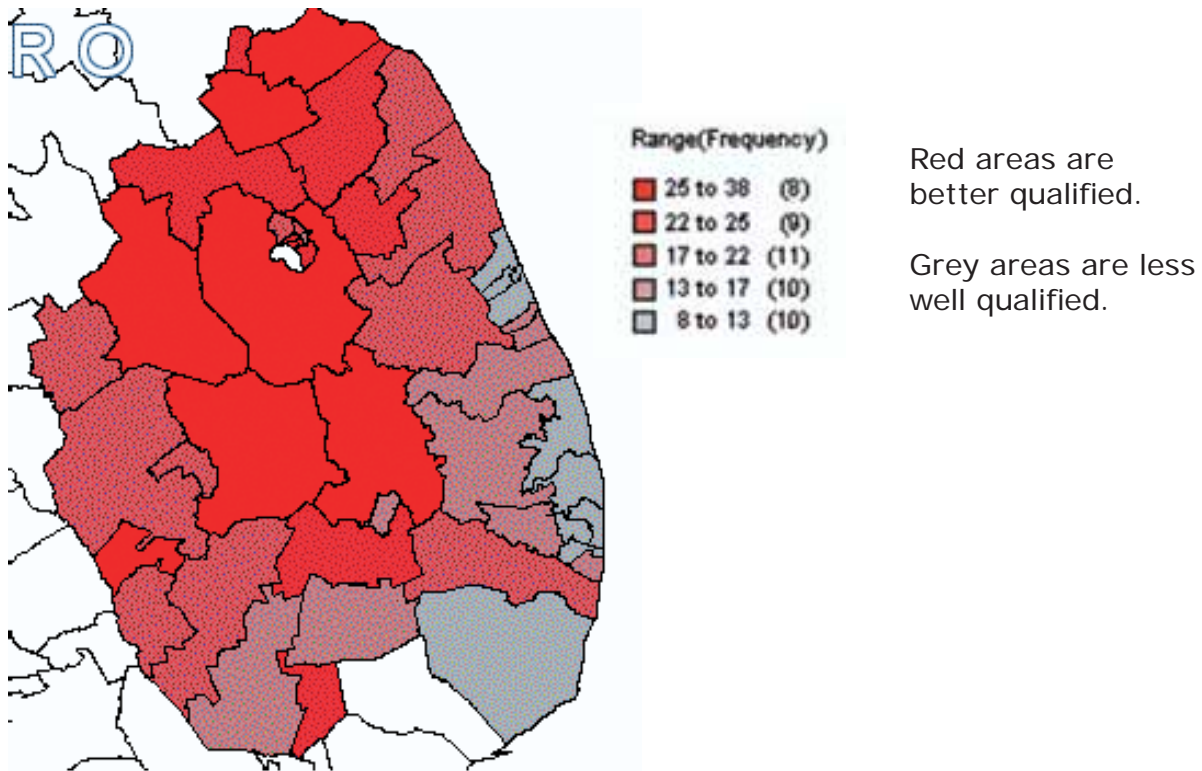 R O
Range(Frequency)
25 to 38 (8)
22 to 25 (9)
17 to 22 (11)
13 to 17 (10)
8 to 13 (10)
Red areas are
better qualified.
Grey areas are less
well qualified.